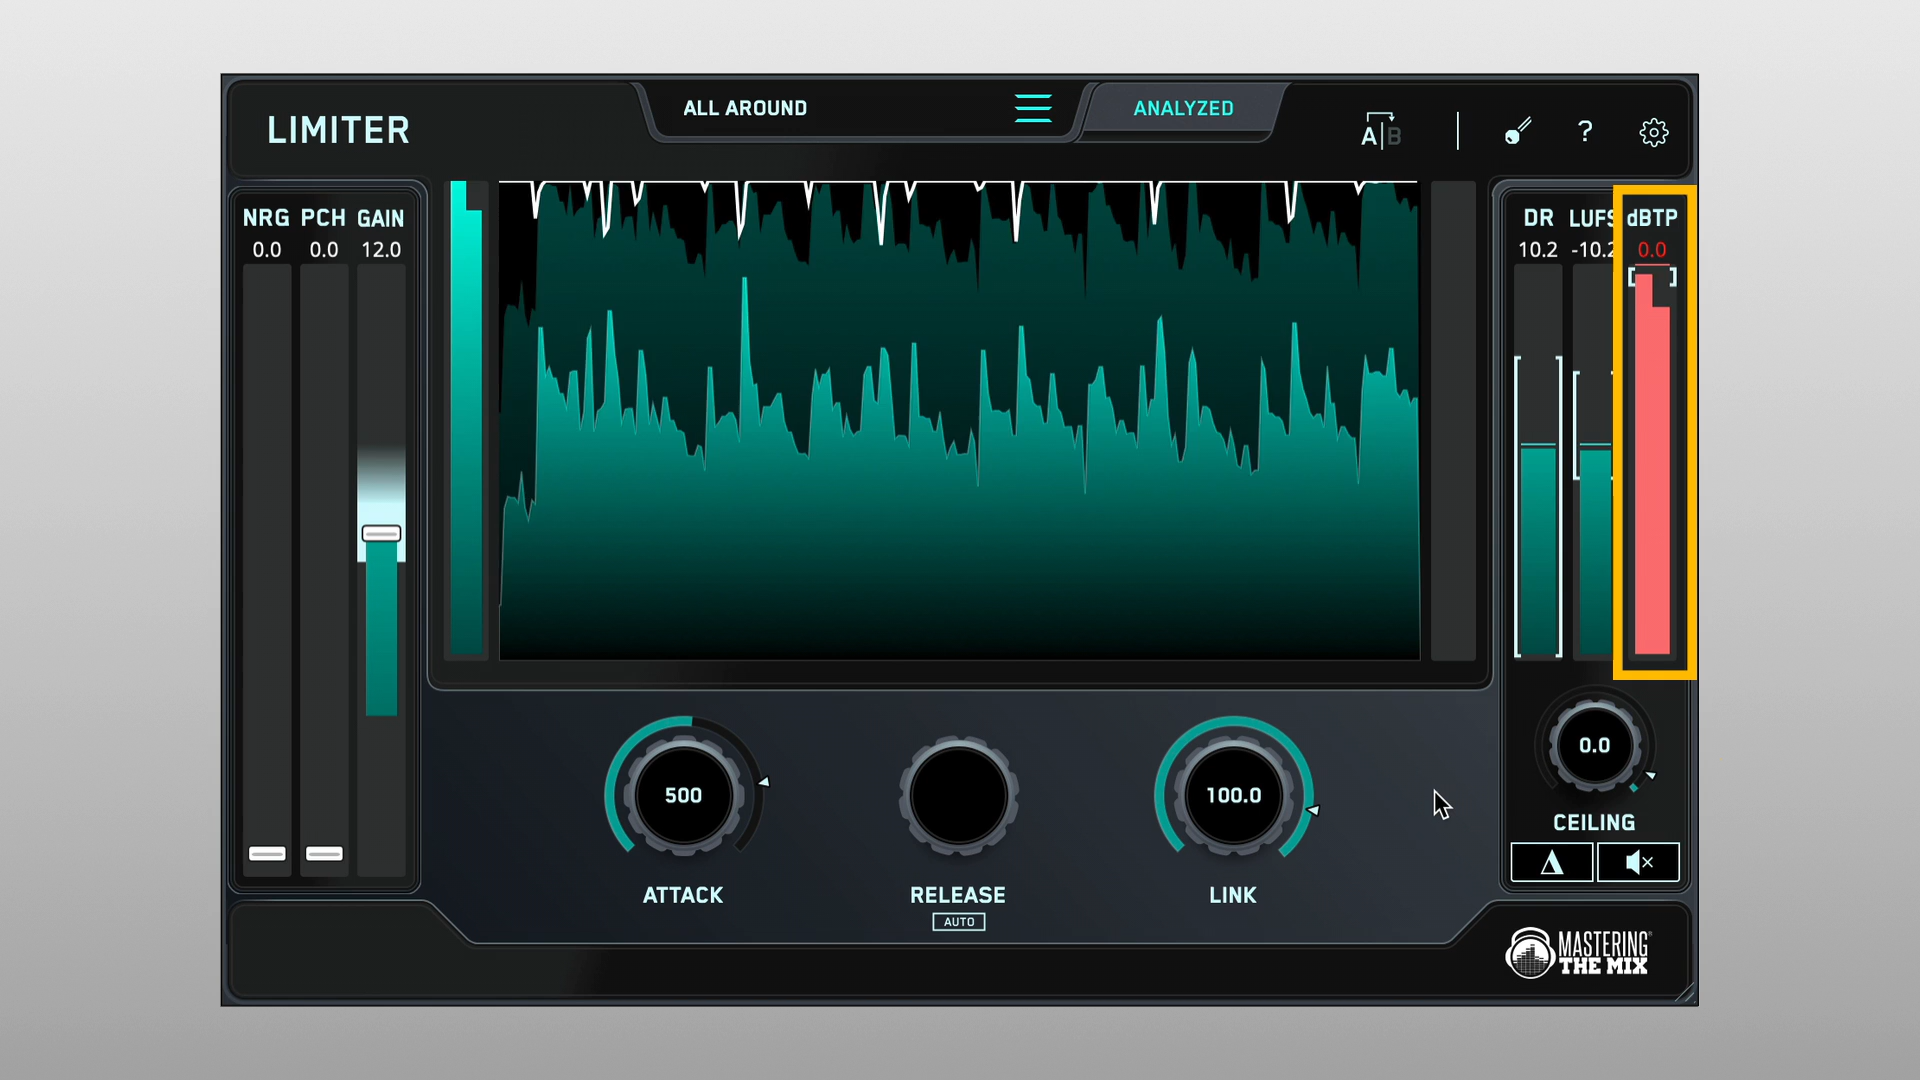 LIMITER
ALL AROUND
ANALYZED
A|B
?
NRG PCH GAIN
0.0 0.0 12.0
DR LUFS dBTP
10.2 -10.2 0.0
500
100.0
0.0
ATTACK
RELEASE
AUTO
LINK
CEILING
MASTERING
THE MIX